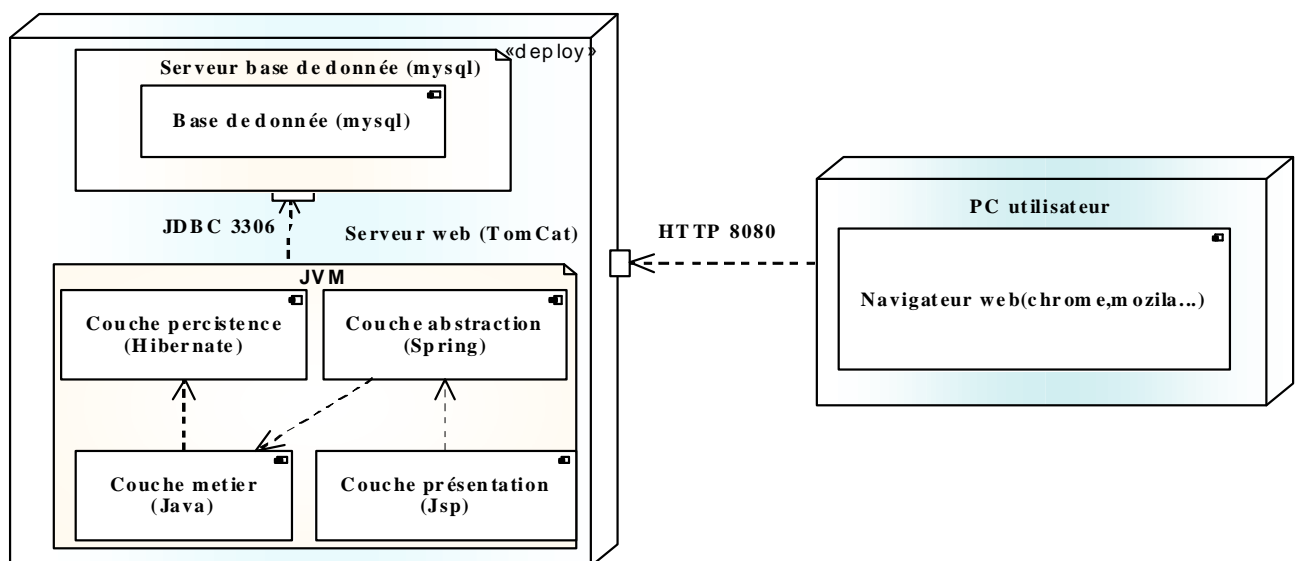 «deploy»
Serveur base de donnée (mysql)
Base de donnée (mysql)
JDBC 3306
Serveur web (TomCat)
HTTP 8080
PC utilisateur
Navigateur web(chrome,mozila...)
JVM
Couche percistence
(Hibernate)
Couche abstraction
(Spring)
Couche metier
(Java)
Couche présentation
(Jsp)